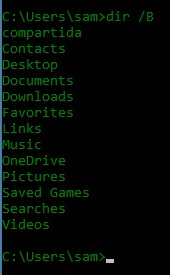 C:\Users\sam>dir /B
compartida
Contacts
Desktop
Documents
Downloads
Favorites
Links
Music
OneDrive
Pictures
Saved Games
Searches
Videos
C:\Users\sam>